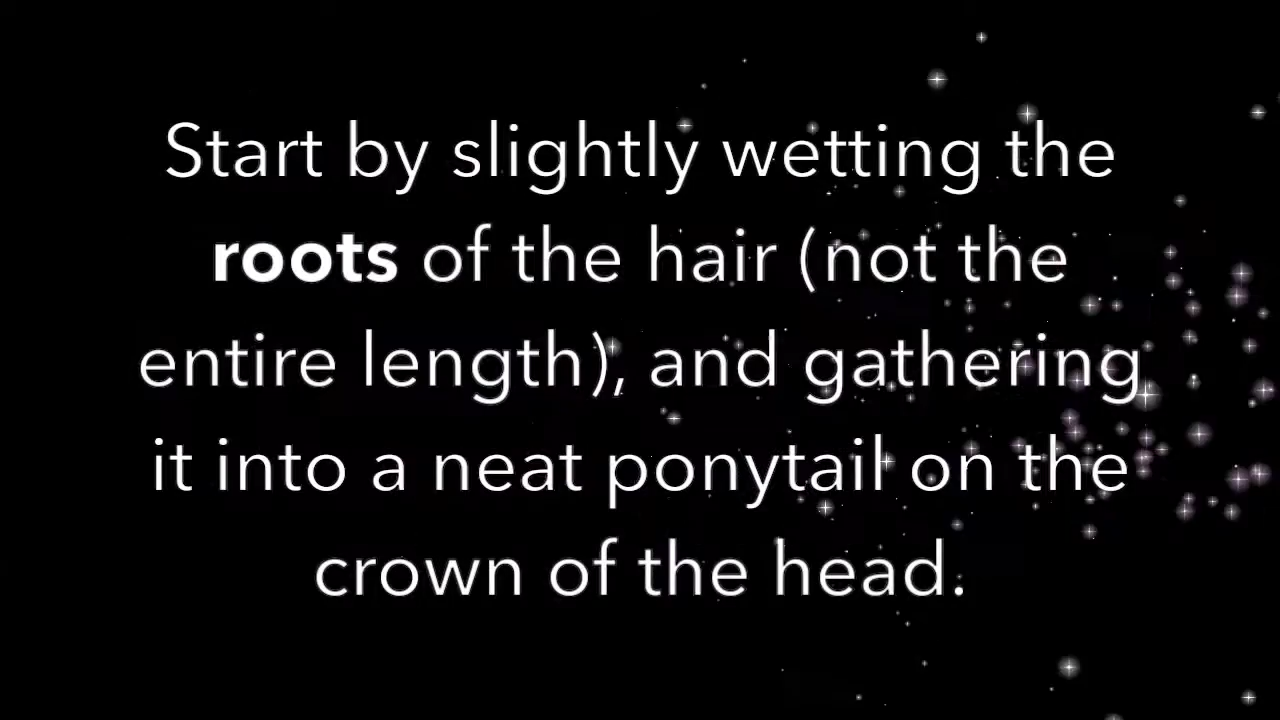 Start by slightly wetting the
roots of the hair (not the
entire length), and gathering
it into a neat ponytail on the
crown of the head.